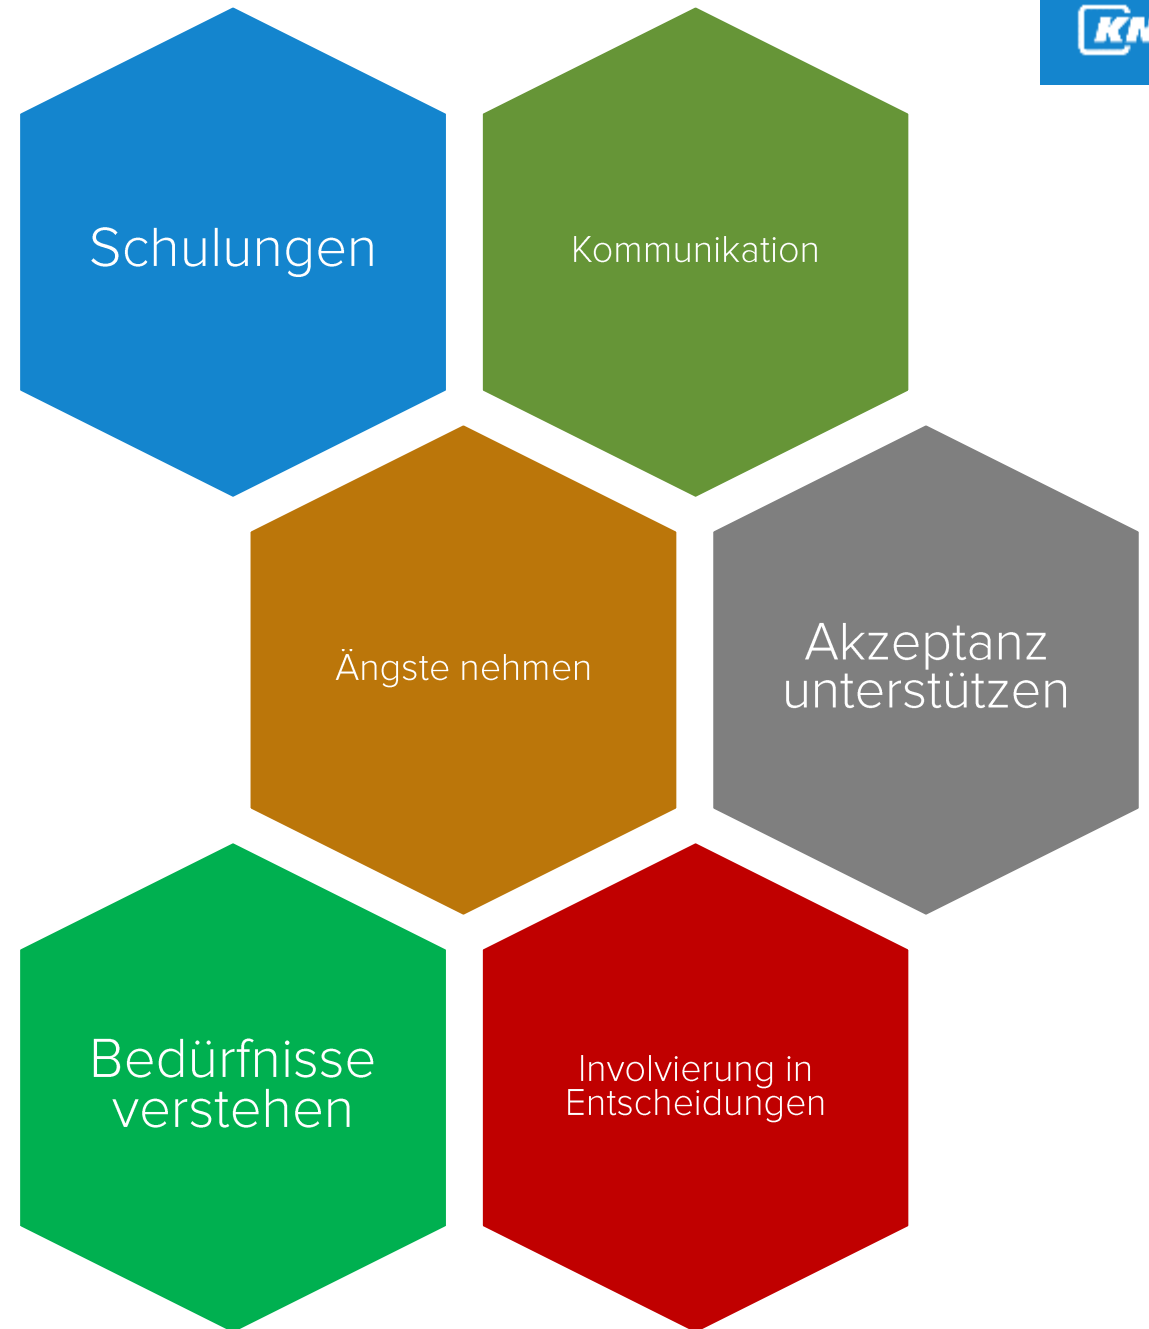 Schulungen
Kommunikation
Ängste nehmen
Akzeptanz
unterstützen
Bedürfnisse
verstehen
Involvierung in
Entscheidungen